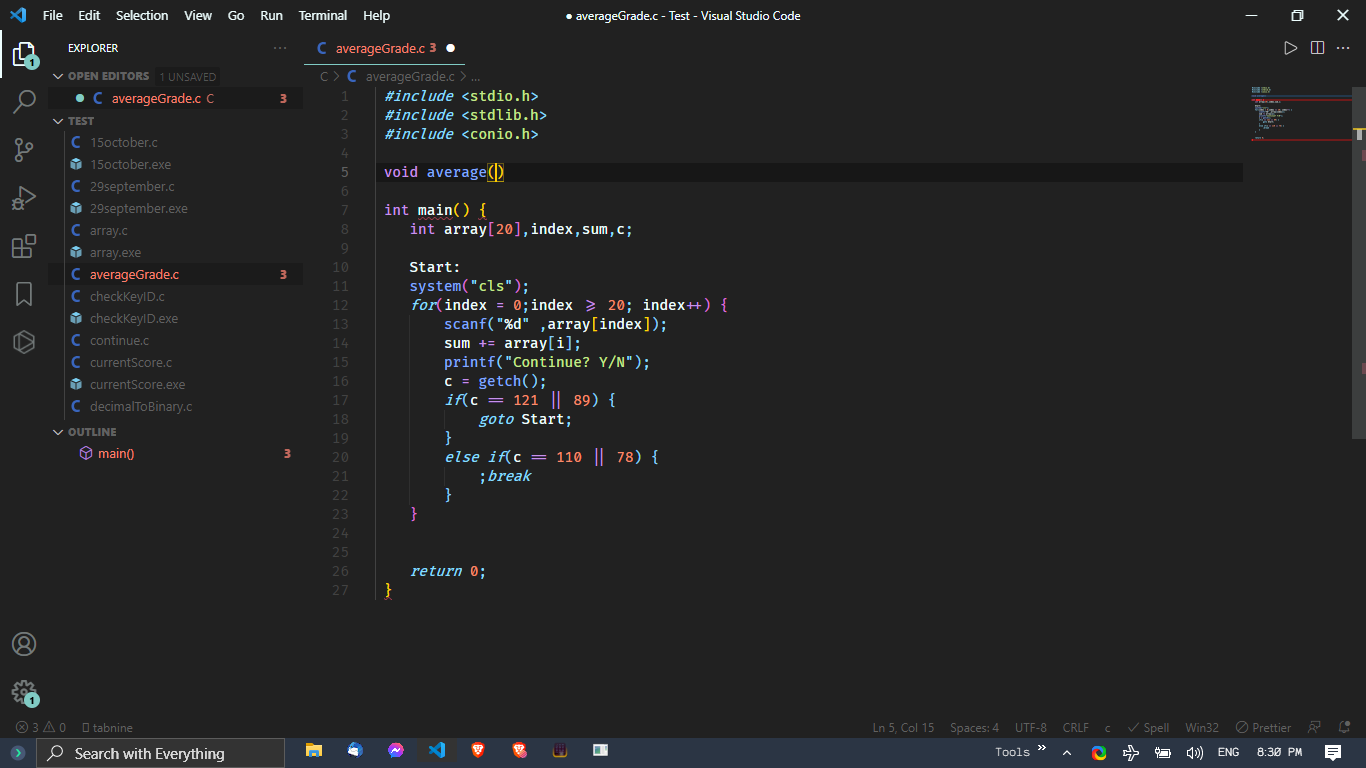 File Edit Selection View Go Run Terminal Help
● averageGrade.c - Test - Visual Studio Code
EXPLORER
1
OPEN EDITORS 1 UNSAVED
averageGrade.c C 3
TEST
15october.c
15october.exe
29september.c
29september.exe
array.c
array.exe
averageGrade.c 3
checkKeyID.c
checkKeyID.exe
continue.c
currentScore.c
currentScore.exe
decimalToBinary.c
OUTLINE
main() 3
1
averageGrade.c 3
C > averageGrade.c > ...
1 #include <stdio.h>
2 #include <stdlib.h>
3 #include <conio.h>
4
5 void average()
6
7 int main() {
8 int array[20],index,sum,c;
9
10 Start:
11 system("cls");
12 for(index = 0;index >= 20; index++) {
13 scanf("%d" ,array[index]);
14 sum += array[i];
15 printf("Continue? Y/N");
16 c = getch();
17 if(c == 121 || 89) {
18 goto Start;
19 }
20 else if(c == 110 || 78) {
21 ;break
22 }
23 }
24
25
26 return 0;
27 }
3 0 tabnine
Ln 5, Col 15 Spaces: 4 UTF-8 CRLF c Spell Win32 Prettier
Search with Everything
Tools » ENG 8:30 PM